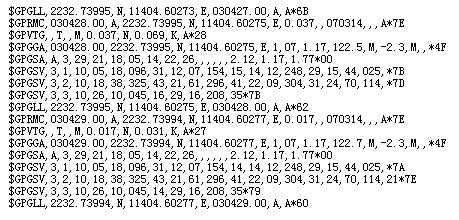 $GPGLL,2232.73995,N,11404.60273,E,030427.00,A,A*6B
$GPRMC,030428.00,A,2232.73995,N,11404.60275,E,0.037,,070314,,,A*7E
$GPVTG,,T,,M,0.037,N,0.069,K,A*28
$GPGGA,030428.00,2232.73995,N,11404.60275,E,1,07,1.17,122.5,M,-2.3,M,,*4F
$GPGSA,A,3,29,21,18,05,14,22,26,,,,,,2.12,1.17,1.77*00
$GPGSV,3,1,10,05,18,096,31,12,07,154,15,14,12,248,29,15,44,025,*7B
$GPGSV,3,2,10,18,38,325,43,21,61,296,41,22,09,304,31,24,70,114,*7D
$GPGSV,3,3,10,26,10,045,16,29,16,208,35*7B
$GPGLL,2232.73995,N,11404.60275,E,030428.00,A,A*62
$GPRMC,030429.00,A,2232.73994,N,11404.60277,E,0.017,,070314,,,A*7E
$GPVTG,,T,,M,0.017,N,0.031,K,A*27
$GPGGA,030429.00,2232.73994,N,11404.60277,E,1,07,1.17,122.7,M,-2.3,M,,*4F
$GPGSA,A,3,29,21,18,05,14,22,26,,,,,,2.12,1.17,1.77*00
$GPGSV,3,1,10,05,18,096,31,12,07,154,14,14,12,248,29,15,44,025,*7A
$GPGSV,3,2,10,18,38,325,43,21,61,296,41,22,09,304,31,24,70,114,21*7E
$GPGSV,3,3,10,26,10,045,14,29,16,208,35*79
$GPGLL,2232.73994,N,11404.60277,E,030429.00,A,A*60